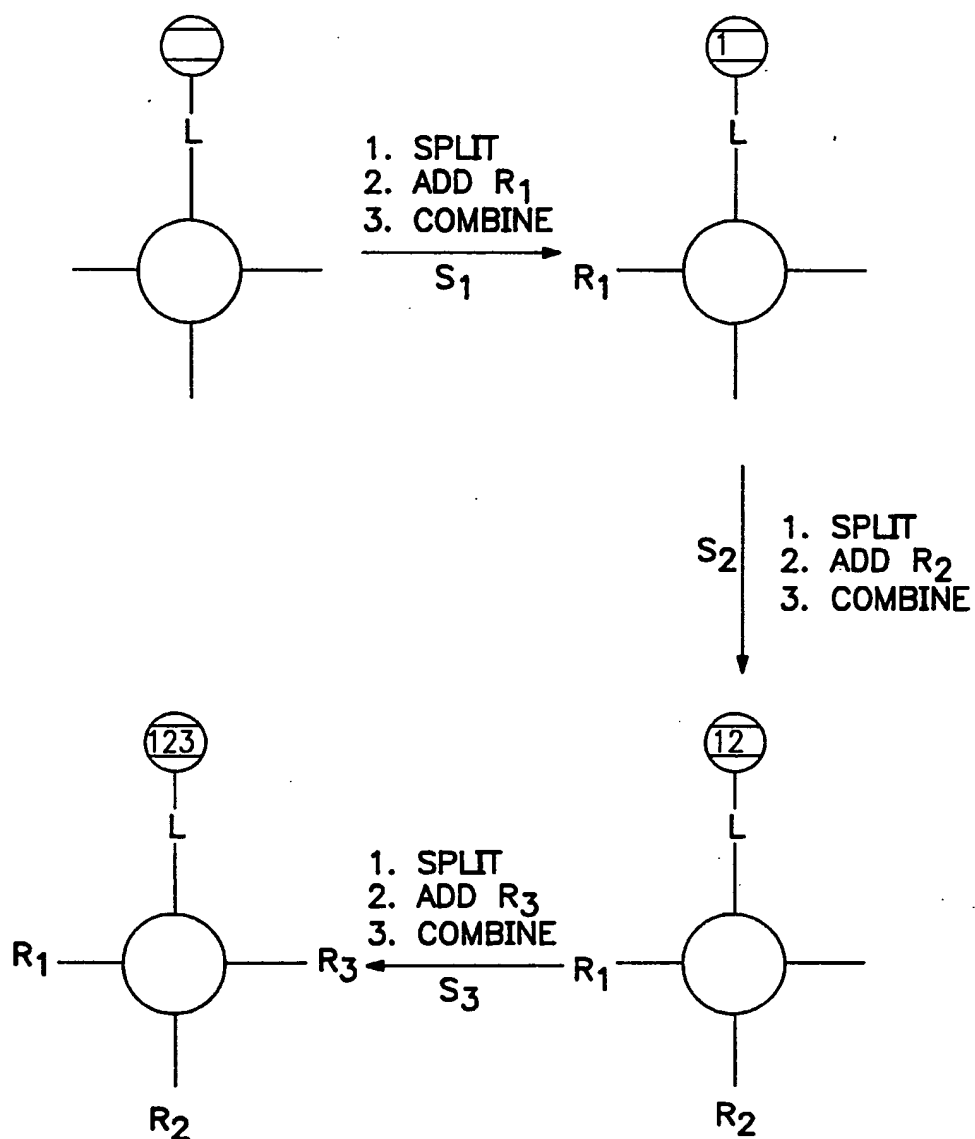 1
L
L
1. SPLIT
2. ADD R₁
3. COMBINE
S₁
R₁
S₂
1. SPLIT
2. ADD R₂
3. COMBINE
123
12
L
L
1. SPLIT
2. ADD R₃
3. COMBINE
R₁
R₃
S₃
R₁
R₂
R₂